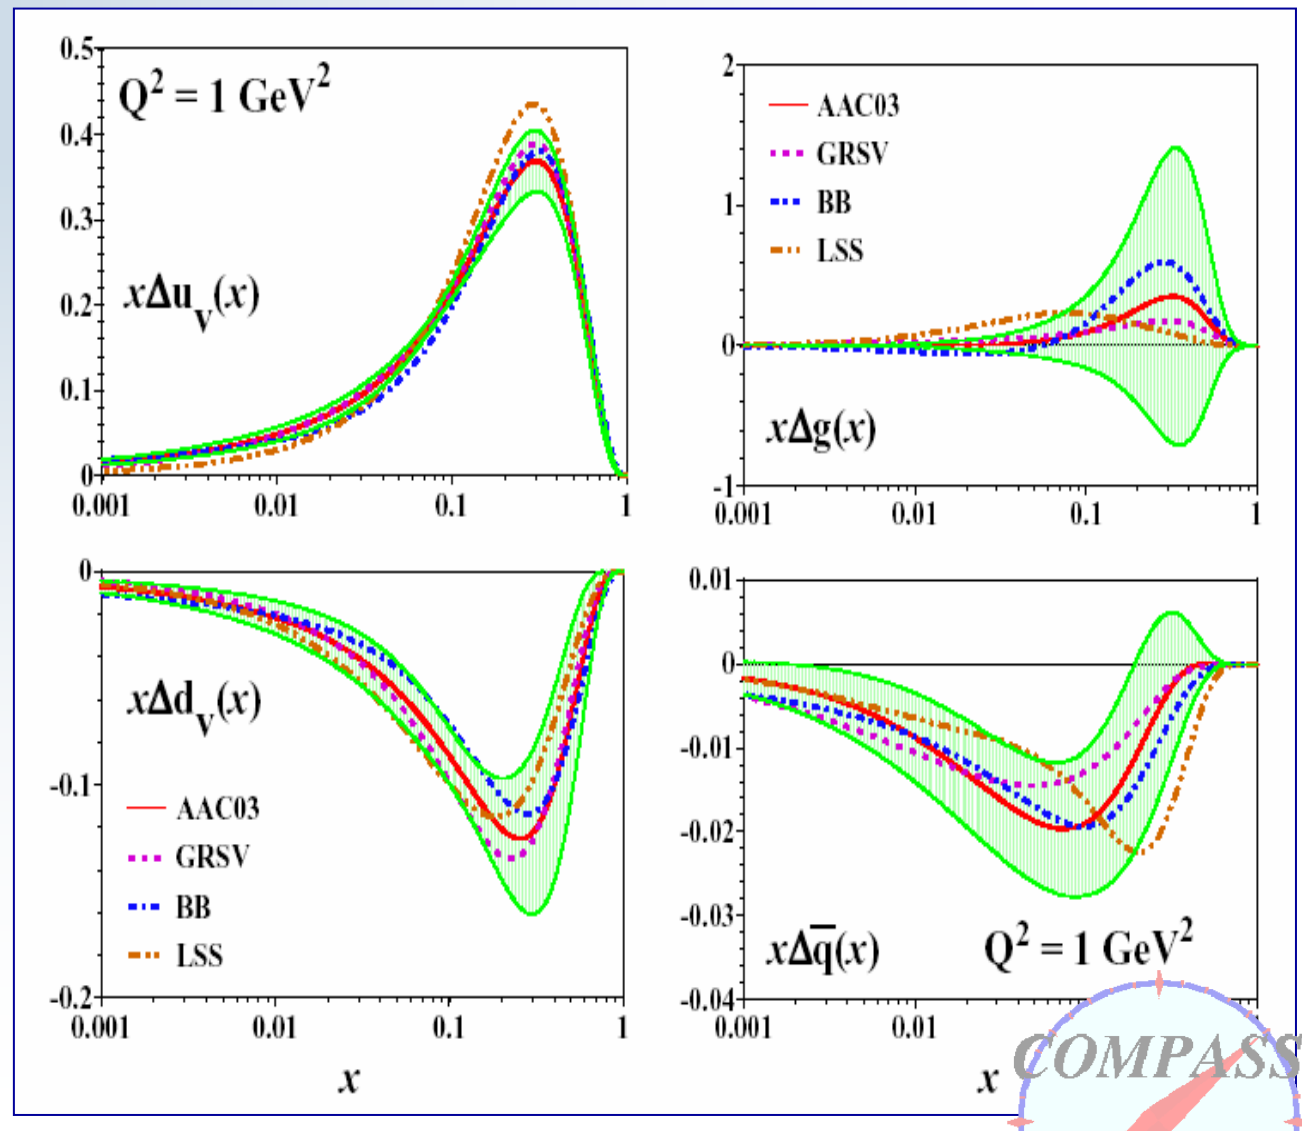 0.5
Q² = 1 GeV²
0.4
0.3
xΔu_v(x)
0.2
0.1
0
0.001 0.01 0.1 1
2
AAC03
GRSV
1
BB
LSS
0
xΔg(x)
-1
0.001 0.01 0.1 1
0
xΔd_v(x)
-0.1
AAC03
GRSV
BB
LSS
-0.2
0.001 0.01 0.1 1
x
0.01
0
-0.01
-0.02
-0.03
xΔq̅(x) Q² = 1 GeV²
-0.04
0.001 0.01
x
COMPASS